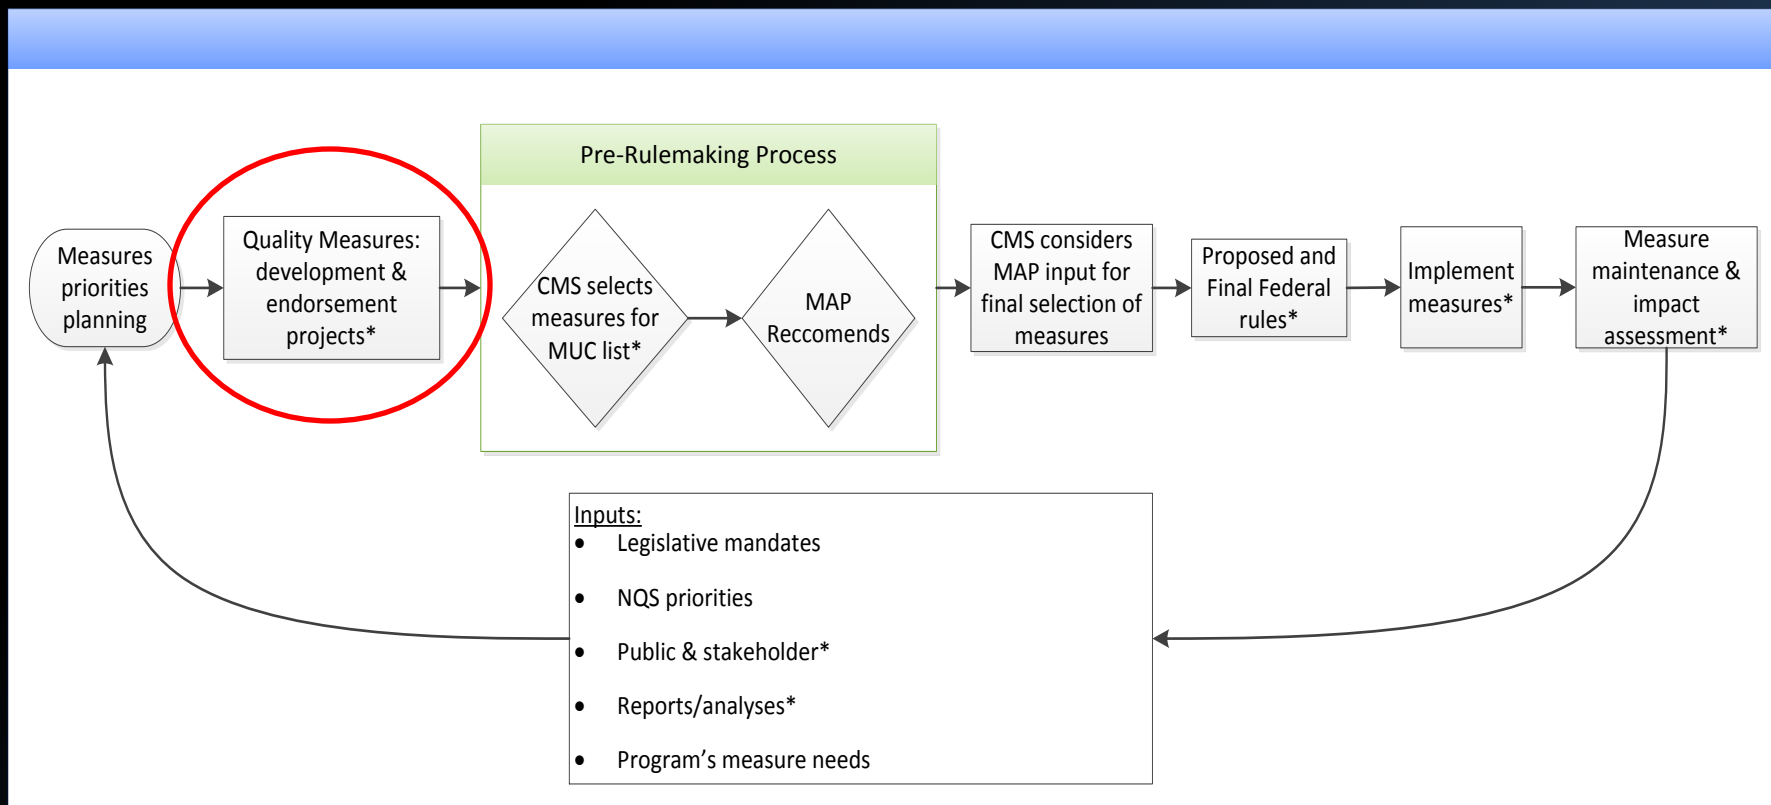 Pre-Rulemaking Process
Measures
priorities
planning
Quality Measures:
development &
endorsement
projects*
CMS selects
measures for
MUC list*
MAP
Reccomends
CMS considers
MAP input for
final selection of
measures
Proposed and
Final Federal
rules*
Implement
measures*
Measure
maintenance &
impact
assessment*
Inputs:
• Legislative mandates
• NQS priorities
• Public & stakeholder*
• Reports/analyses*
• Program’s measure needs